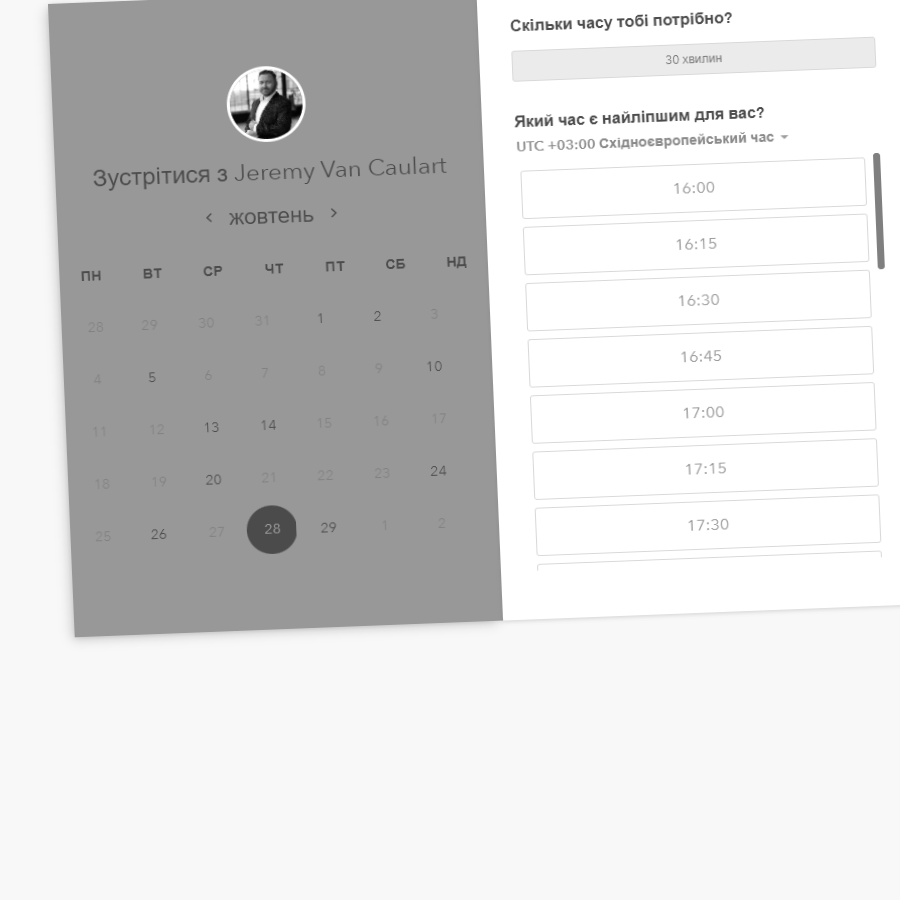 Зустрітися з Jeremy Van Caulart
жовтень
ПН ВТ СР ЧТ ПТ СБ НД
28 29 30 31 1 2 3
4 5 6 7 8 9 10
11 12 13 14 15 16 17
18 19 20 21 22 23 24
25 26 27 28 29 1 2
Скільки часу тобі потрібно?
30 хвилин
Який час є найліпшим для вас?
UTC +03:00 Східноєвропейський час
16:00
16:15
16:30
16:45
17:00
17:15
17:30